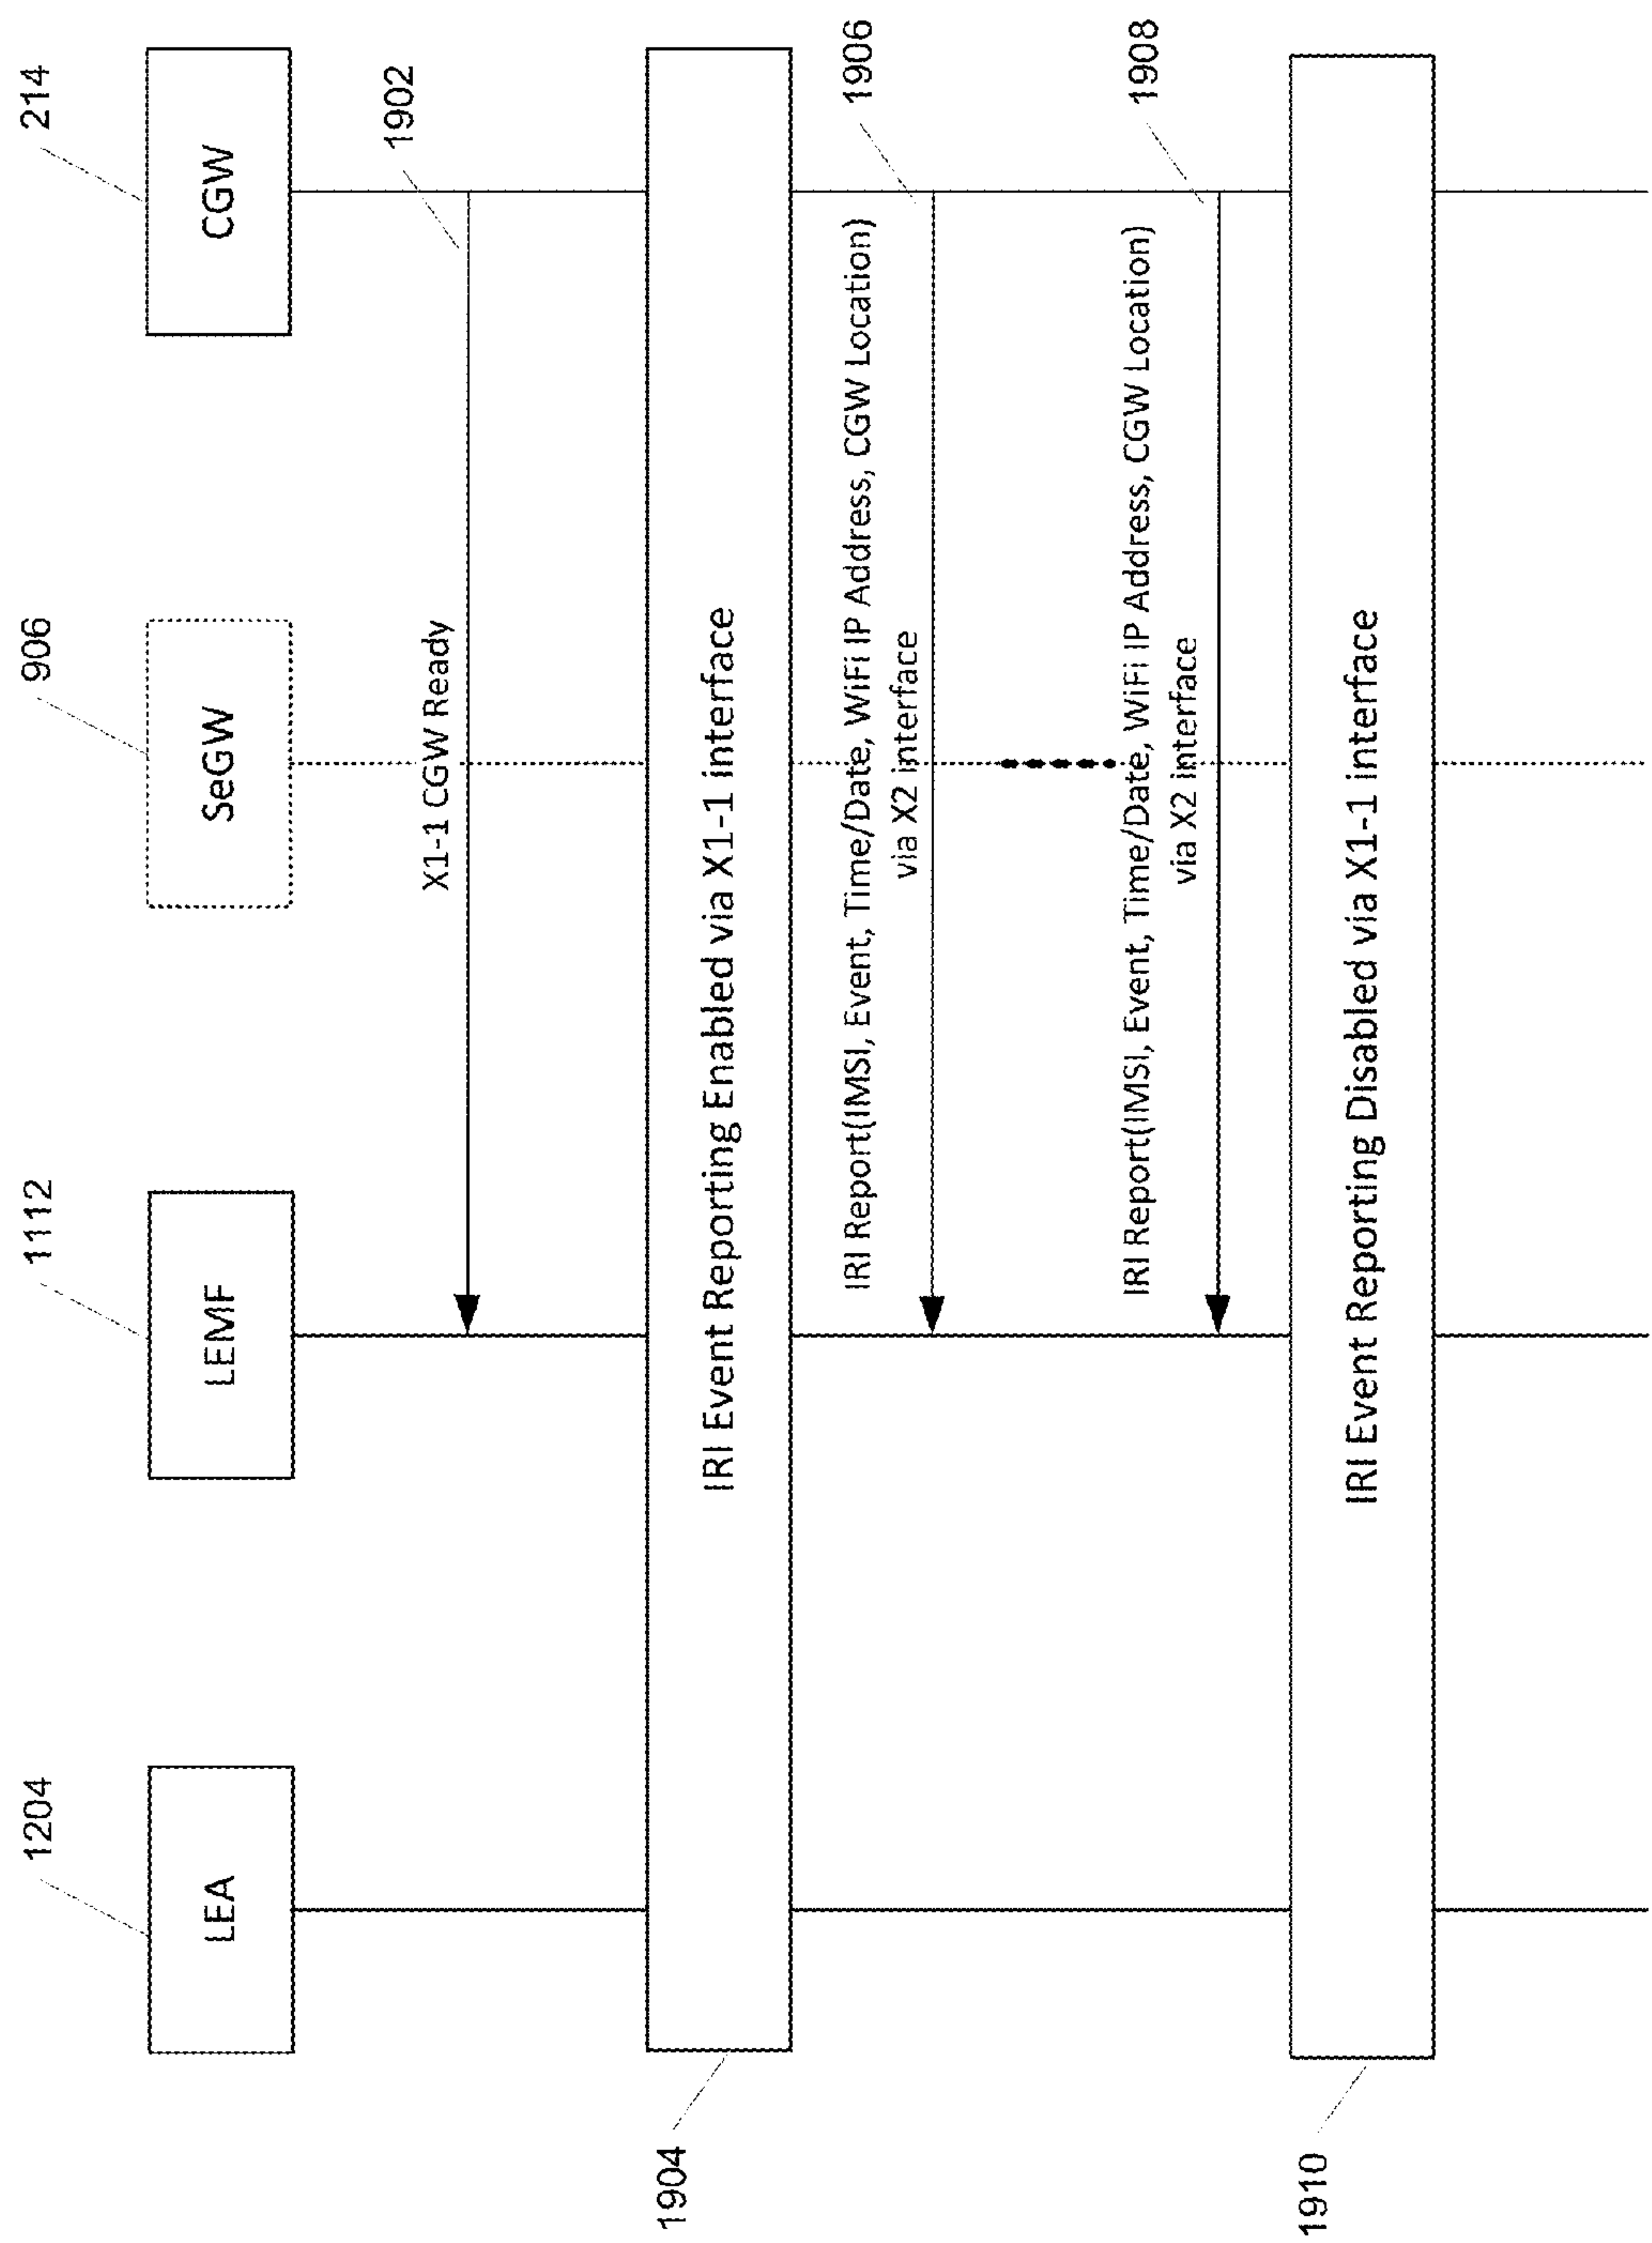 1204
1112
906
214
LEA
LEMF
SeGW
CGW
1902
X1-1 CGW Ready
1904
IRI Event Reporting Enabled via X1-1 interface
1906
IRI Report(IMSI, Event, Time/Date, WiFi IP Address, CGW Location)
via X2 interface
1908
IRI Report(IMSI, Event, Time/Date, WiFi IP Address, CGW Location)
via X2 interface
1910
IRI Event Reporting Disabled via X1-1 interface